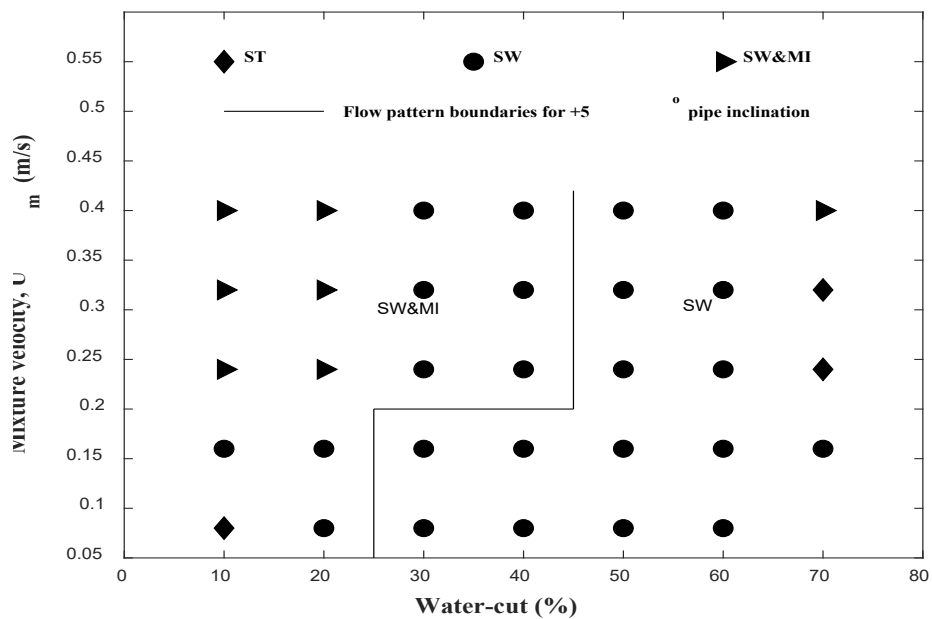 ST
SW
SW&MI
Flow pattern boundaries for +5 o pipe inclination
0.55
0.5
0.45
0.4
0.35
0.3
0.25
0.2
0.15
0.1
0.05
Mixture velocity, U m (m/s)
SW&MI
SW
0 10 20 30 40 50 60 70 80
Water-cut (%)